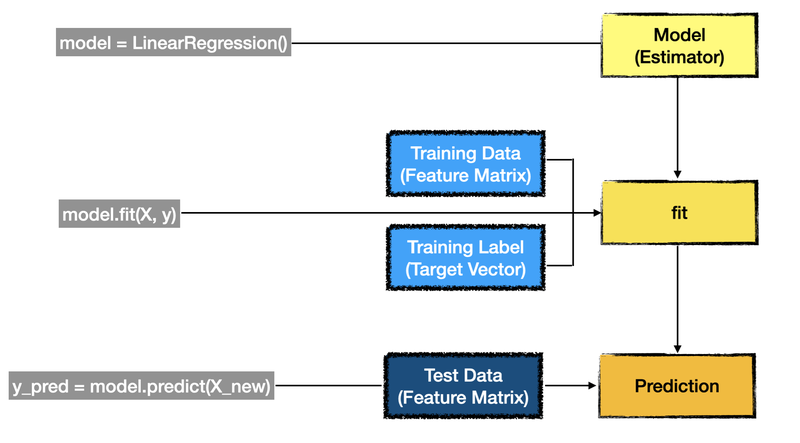 model = LinearRegression()
Model
(Estimator)
Training Data
(Feature Matrix)
model.fit(X, y)
fit
Training Label
(Target Vector)
y_pred = model.predict(X_new)
Test Data
(Feature Matrix)
Prediction